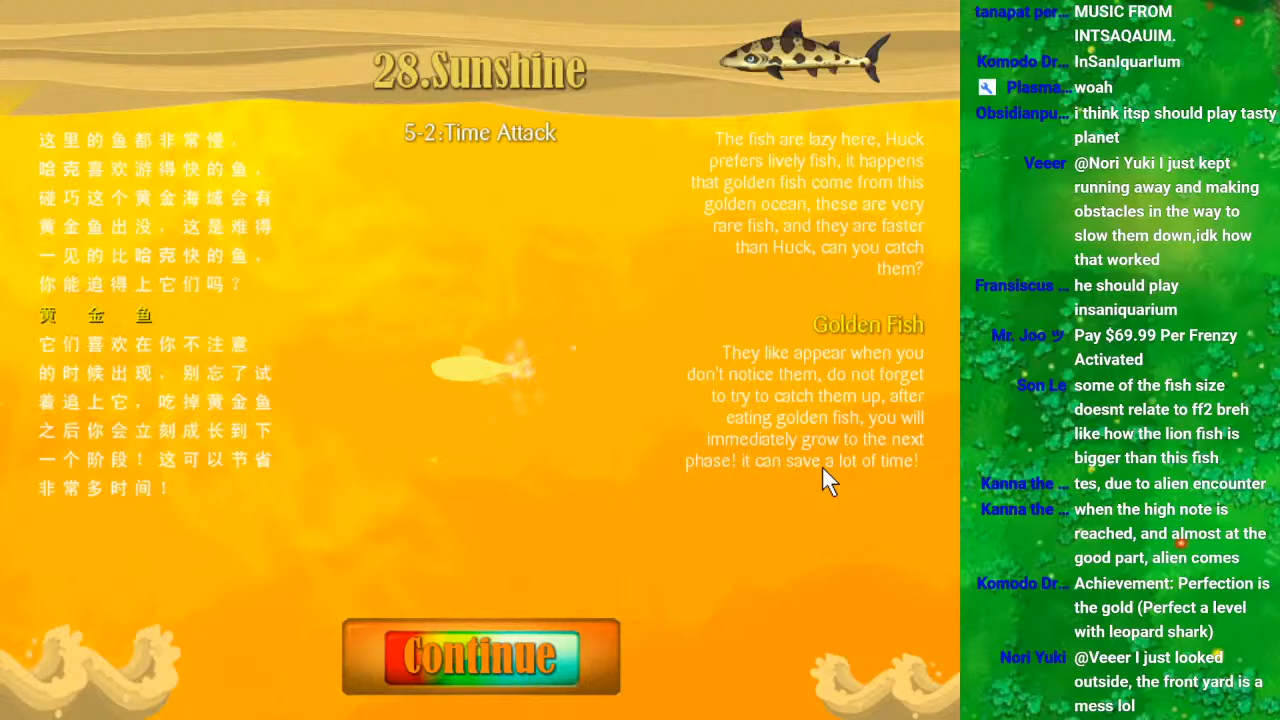 28.Sunshine
5-2:Time Attack
这里的鱼都非常慢，
哈克喜欢游得快的鱼，
碰巧这个黄金海域会有
黄金鱼出没，这是难得
一见的比哈克快的鱼，
你能追得上它们吗？
黄 金 鱼
它们喜欢在你不注意
的时候出现，别忘了试
着追上它，吃掉黄金鱼
之后你会立刻成长到下
一个阶段！这可以节省
非常多时间！
The fish are lazy here, Huck
prefers lively fish, it happens
that golden fish come from this
golden ocean, these are very
rare fish, and they are faster
than Huck, can you catch
them?
Golden Fish
They like appear when you
don't notice them, do not forget
to try to catch them up, after
eating golden fish, you will
immediately grow to the next
phase! it can save a lot of time!
Continue
tanapat per... MUSIC FROM
INTSAQAUIM.
Komodo Dr... InSanIquarIum
Plasma... woah
Obsidianpu... i think itsp should play tasty
planet
Veeer @Nori Yuki I just kept
running away and making
obstacles in the way to
slow them down,idk how
that worked
Fransiscus ... he should play
insaniquarium
Mr. Joo ツ Pay $69.99 Per Frenzy
Activated
Son Le some of the fish size
doesnt relate to ff2 breh
like how the lion fish is
bigger than this fish
Kanna the ... tes, due to alien encounter
Kanna the ... when the high note is
reached, and almost at the
good part, alien comes
Komodo Dr... Achievement: Perfection is
the gold (Perfect a level
with leopard shark)
Nori Yuki @Veeer I just looked
outside, the front yard is a
mess lol